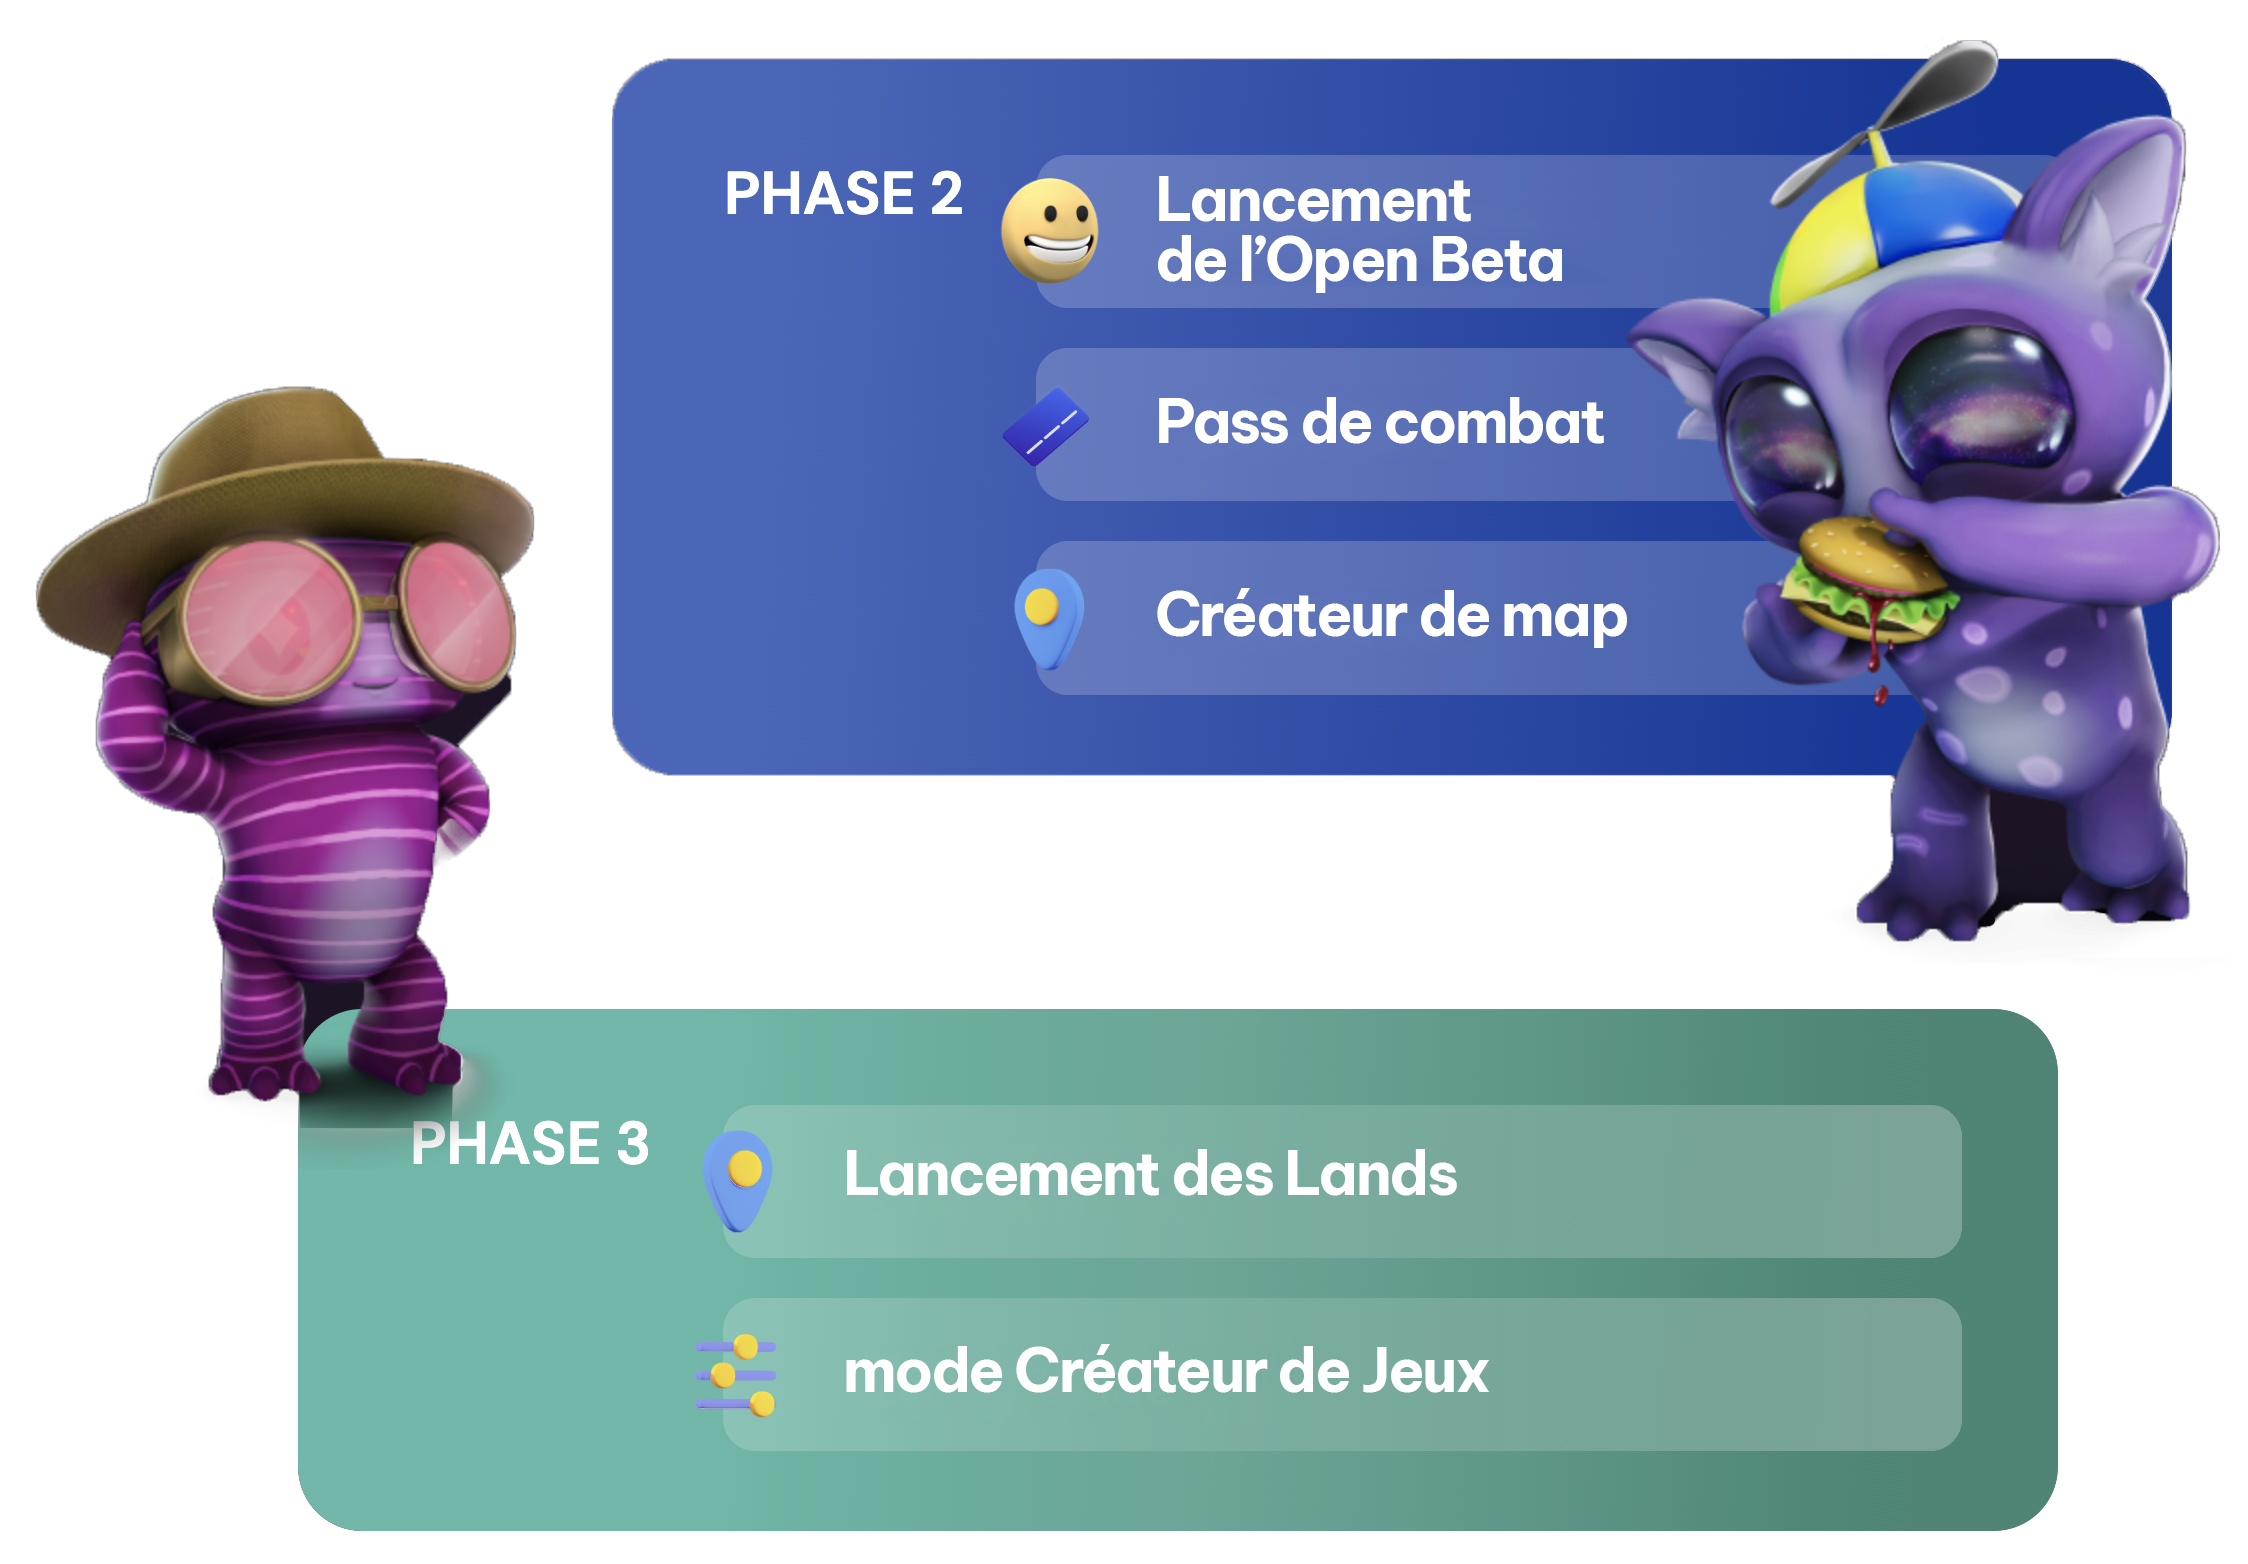 PHASE 2
Lancement
de l’Open Beta
Pass de combat
Créateur de map
PHASE 3
Lancement des Lands
mode Créateur de Jeux